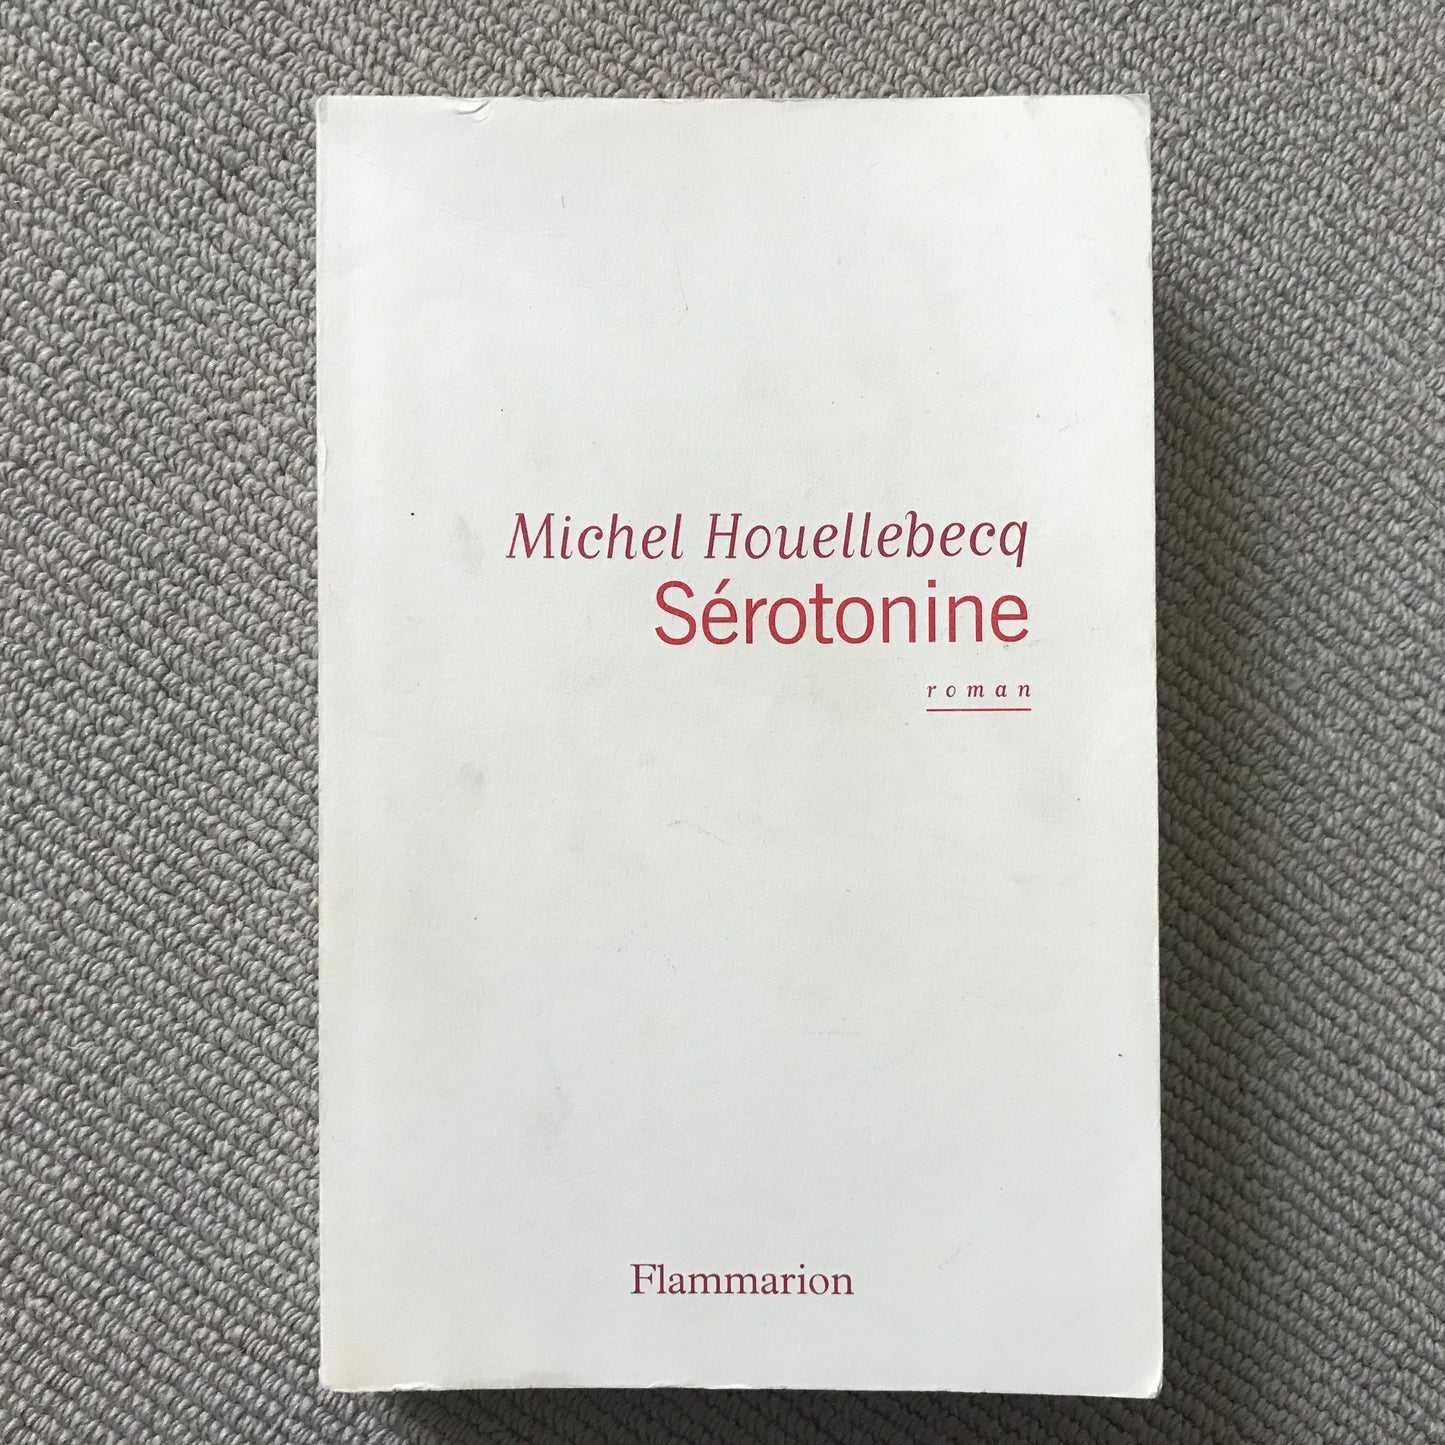 Michel Houellebecq
Sérotonine
roman
Flammarion